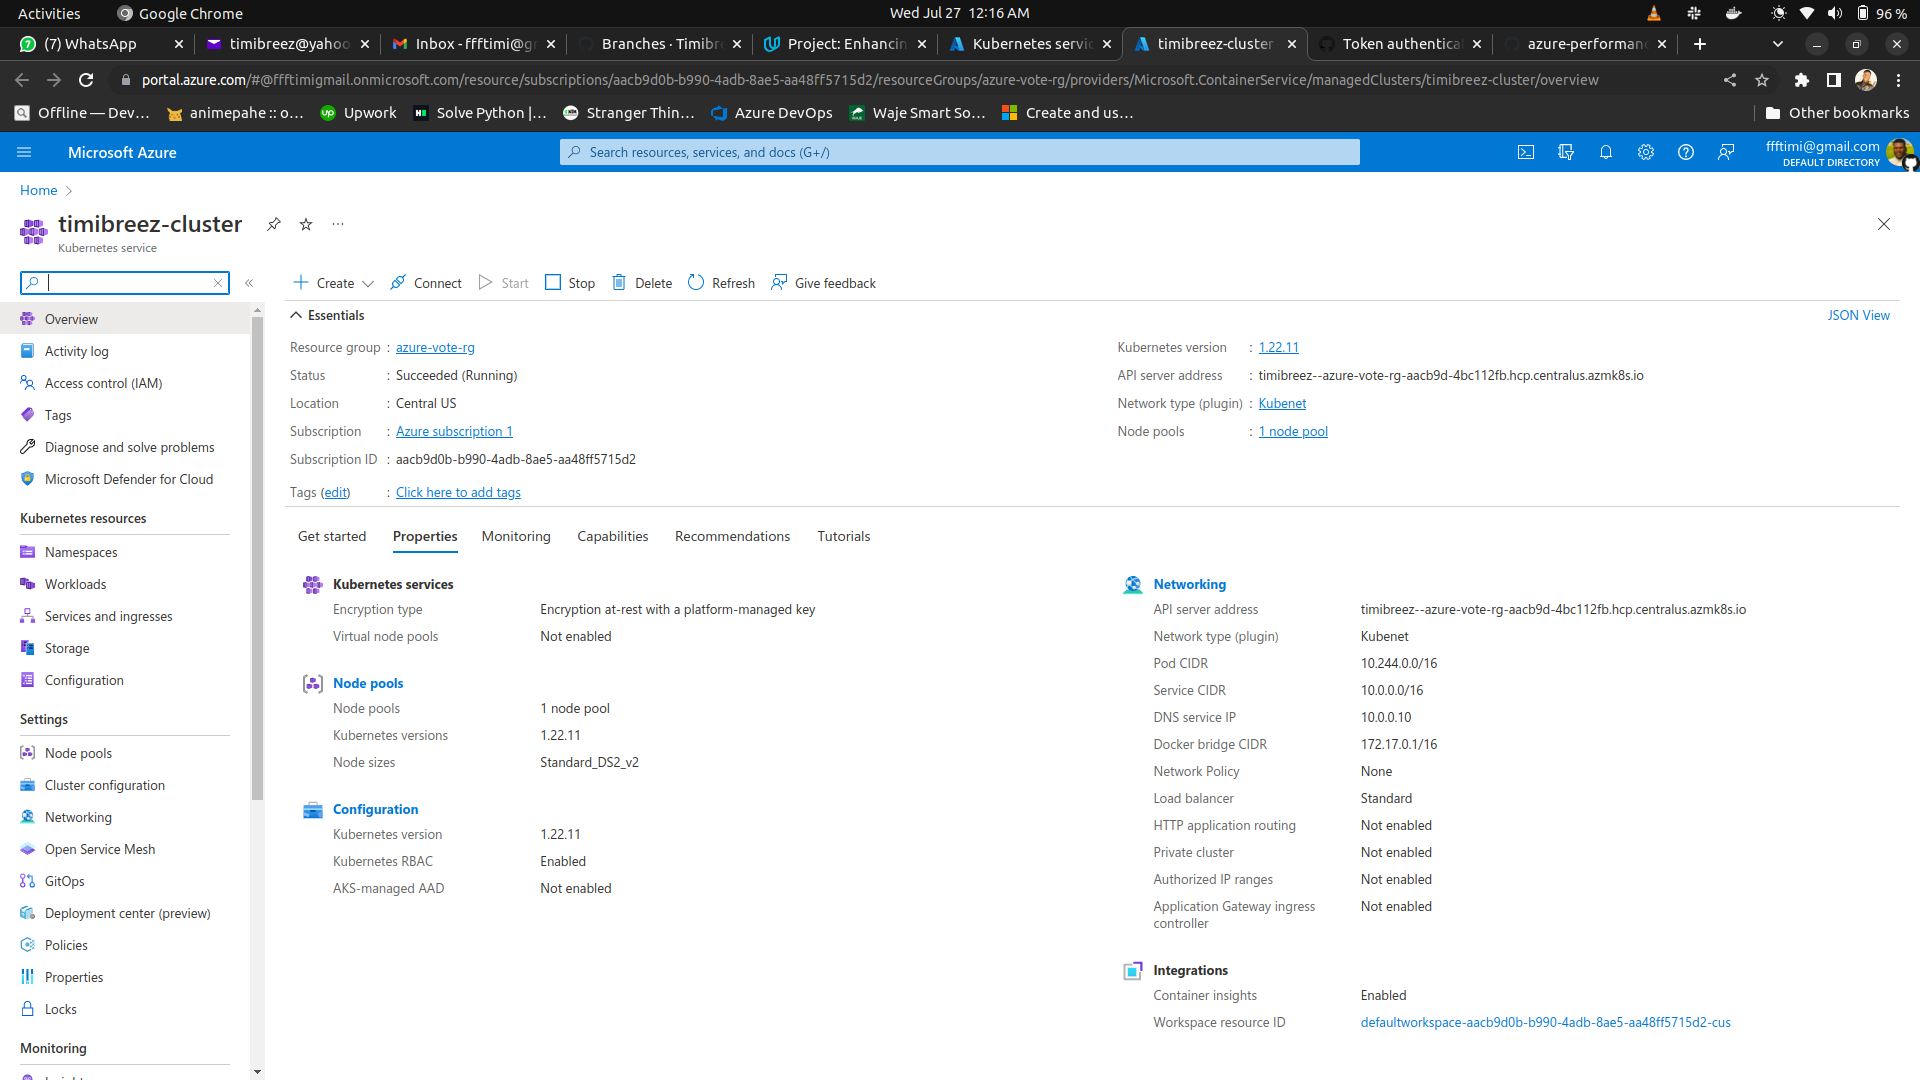 Activities
Google Chrome
Wed Jul 27 12:16 AM
96 %
(7) WhatsApp
timibreez@yahoo
Inbox - ffftimi@g
Branches · Timibr
Project: Enhancin
Kubernetes servic
timibreez-cluster
Token authentica
azure-performan
portal.azure.com/#@ffftimigmail.onmicrosoft.com/resource/subscriptions/aacb9d0b-b990-4adb-8ae5-aa48ff5715d2/resourceGroups/azure-vote-rg/providers/Microsoft.ContainerService/managedClusters/timibreez-cluster/overview
Offline — Dev…
animepahe :: o…
Upwork
Solve Python |…
Stranger Thin…
Azure DevOps
Waje Smart So…
Create and us…
Other bookmarks
Microsoft Azure
Search resources, services, and docs (G+/)
ffftimi@gmail.com
DEFAULT DIRECTORY
Home
timibreez-cluster
Kubernetes service
Create
Connect
Start
Stop
Delete
Refresh
Give feedback
Overview
Activity log
Access control (IAM)
Tags
Diagnose and solve problems
Microsoft Defender for Cloud
Kubernetes resources
Namespaces
Workloads
Services and ingresses
Storage
Configuration
Settings
Node pools
Cluster configuration
Networking
Open Service Mesh
GitOps
Deployment center (preview)
Policies
Properties
Locks
Monitoring
Essentials
JSON View
Resource group : azure-vote-rg
Status : Succeeded (Running)
Location : Central US
Subscription : Azure subscription 1
Subscription ID : aacb9d0b-b990-4adb-8ae5-aa48ff5715d2
Tags (edit) : Click here to add tags
Kubernetes version : 1.22.11
API server address : timibreez--azure-vote-rg-aacb9d-4bc112fb.hcp.centralus.azmk8s.io
Network type (plugin) : Kubenet
Node pools : 1 node pool
Get started
Properties
Monitoring
Capabilities
Recommendations
Tutorials
Kubernetes services
Encryption type Encryption at-rest with a platform-managed key
Virtual node pools Not enabled
Node pools
Node pools 1 node pool
Kubernetes versions 1.22.11
Node sizes Standard_DS2_v2
Configuration
Kubernetes version 1.22.11
Kubernetes RBAC Enabled
AKS-managed AAD Not enabled
Networking
API server address timibreez--azure-vote-rg-aacb9d-4bc112fb.hcp.centralus.azmk8s.io
Network type (plugin) Kubenet
Pod CIDR 10.244.0.0/16
Service CIDR 10.0.0.0/16
DNS service IP 10.0.0.10
Docker bridge CIDR 172.17.0.1/16
Network Policy None
Load balancer Standard
HTTP application routing Not enabled
Private cluster Not enabled
Authorized IP ranges Not enabled
Application Gateway ingress Not enabled
controller
Integrations
Container insights Enabled
Workspace resource ID defaultworkspace-aacb9d0b-b990-4adb-8ae5-aa48ff5715d2-cus